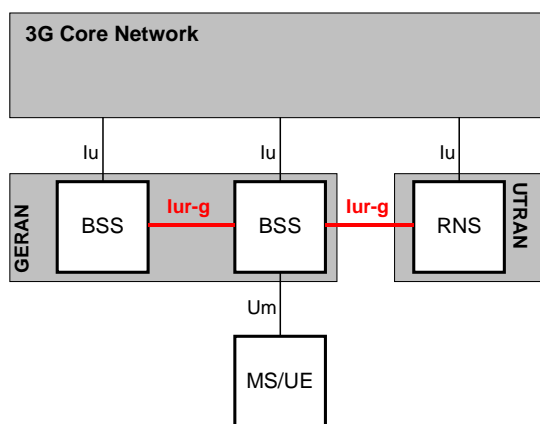 3G Core Network
Iu
Iu
Iu
GERAN
BSS
Iur-g
BSS
Iur-g
RNS
UTRAN
Um
MS/UE